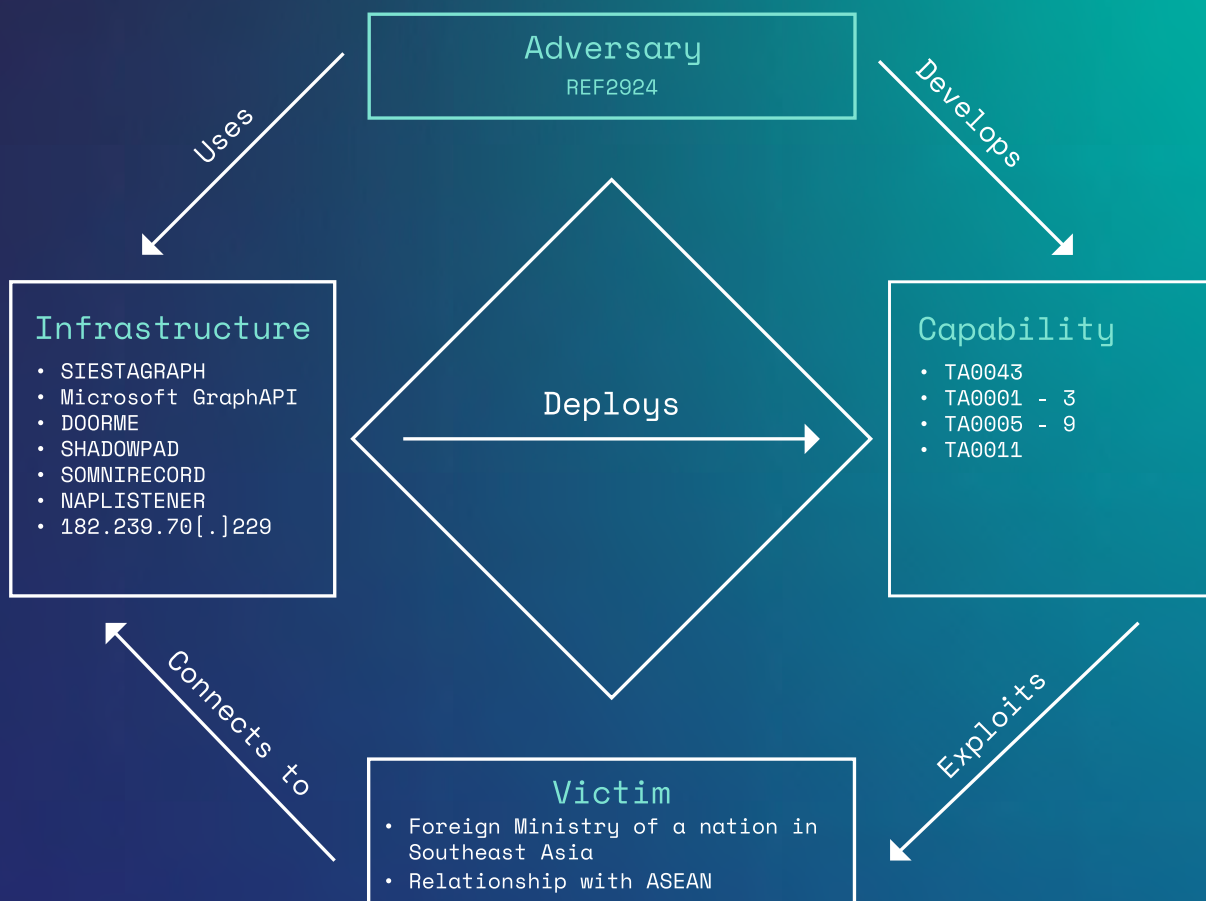 Adversary
REF2924
Uses
Develops
Infrastructure
• SIESTAGRAPH
• Microsoft GraphAPI
• DOORME
• SHADOWPAD
• SOMNIRECORD
• NAPLISTENER
• 182.239.70[.]229
Deploys
Capability
• TA0043
• TA0001 - 3
• TA0005 - 9
• TA0011
Connects to
Exploits
Victim
• Foreign Ministry of a nation in
Southeast Asia
• Relationship with ASEAN